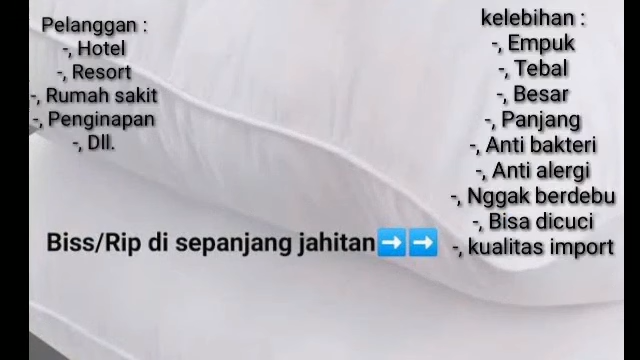 Pelanggan :
-, Hotel
-, Resort
-, Rumah sakit
-, Penginapan
-, Dll.
kelebihan :
-, Empuk
-, Tebal
-, Besar
-, Panjang
-, Anti bakteri
-, Anti alergi
-, Nggak berdebu
-, Bisa dicuci
-, kualitas import
Biss/Rip di sepanjang jahitan➡️➡️